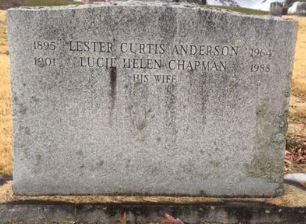 1895 LESTER CURTIS ANDERSON 1964
1901 LUCIE HELEN CHAPMAN 1988
HIS WIFE